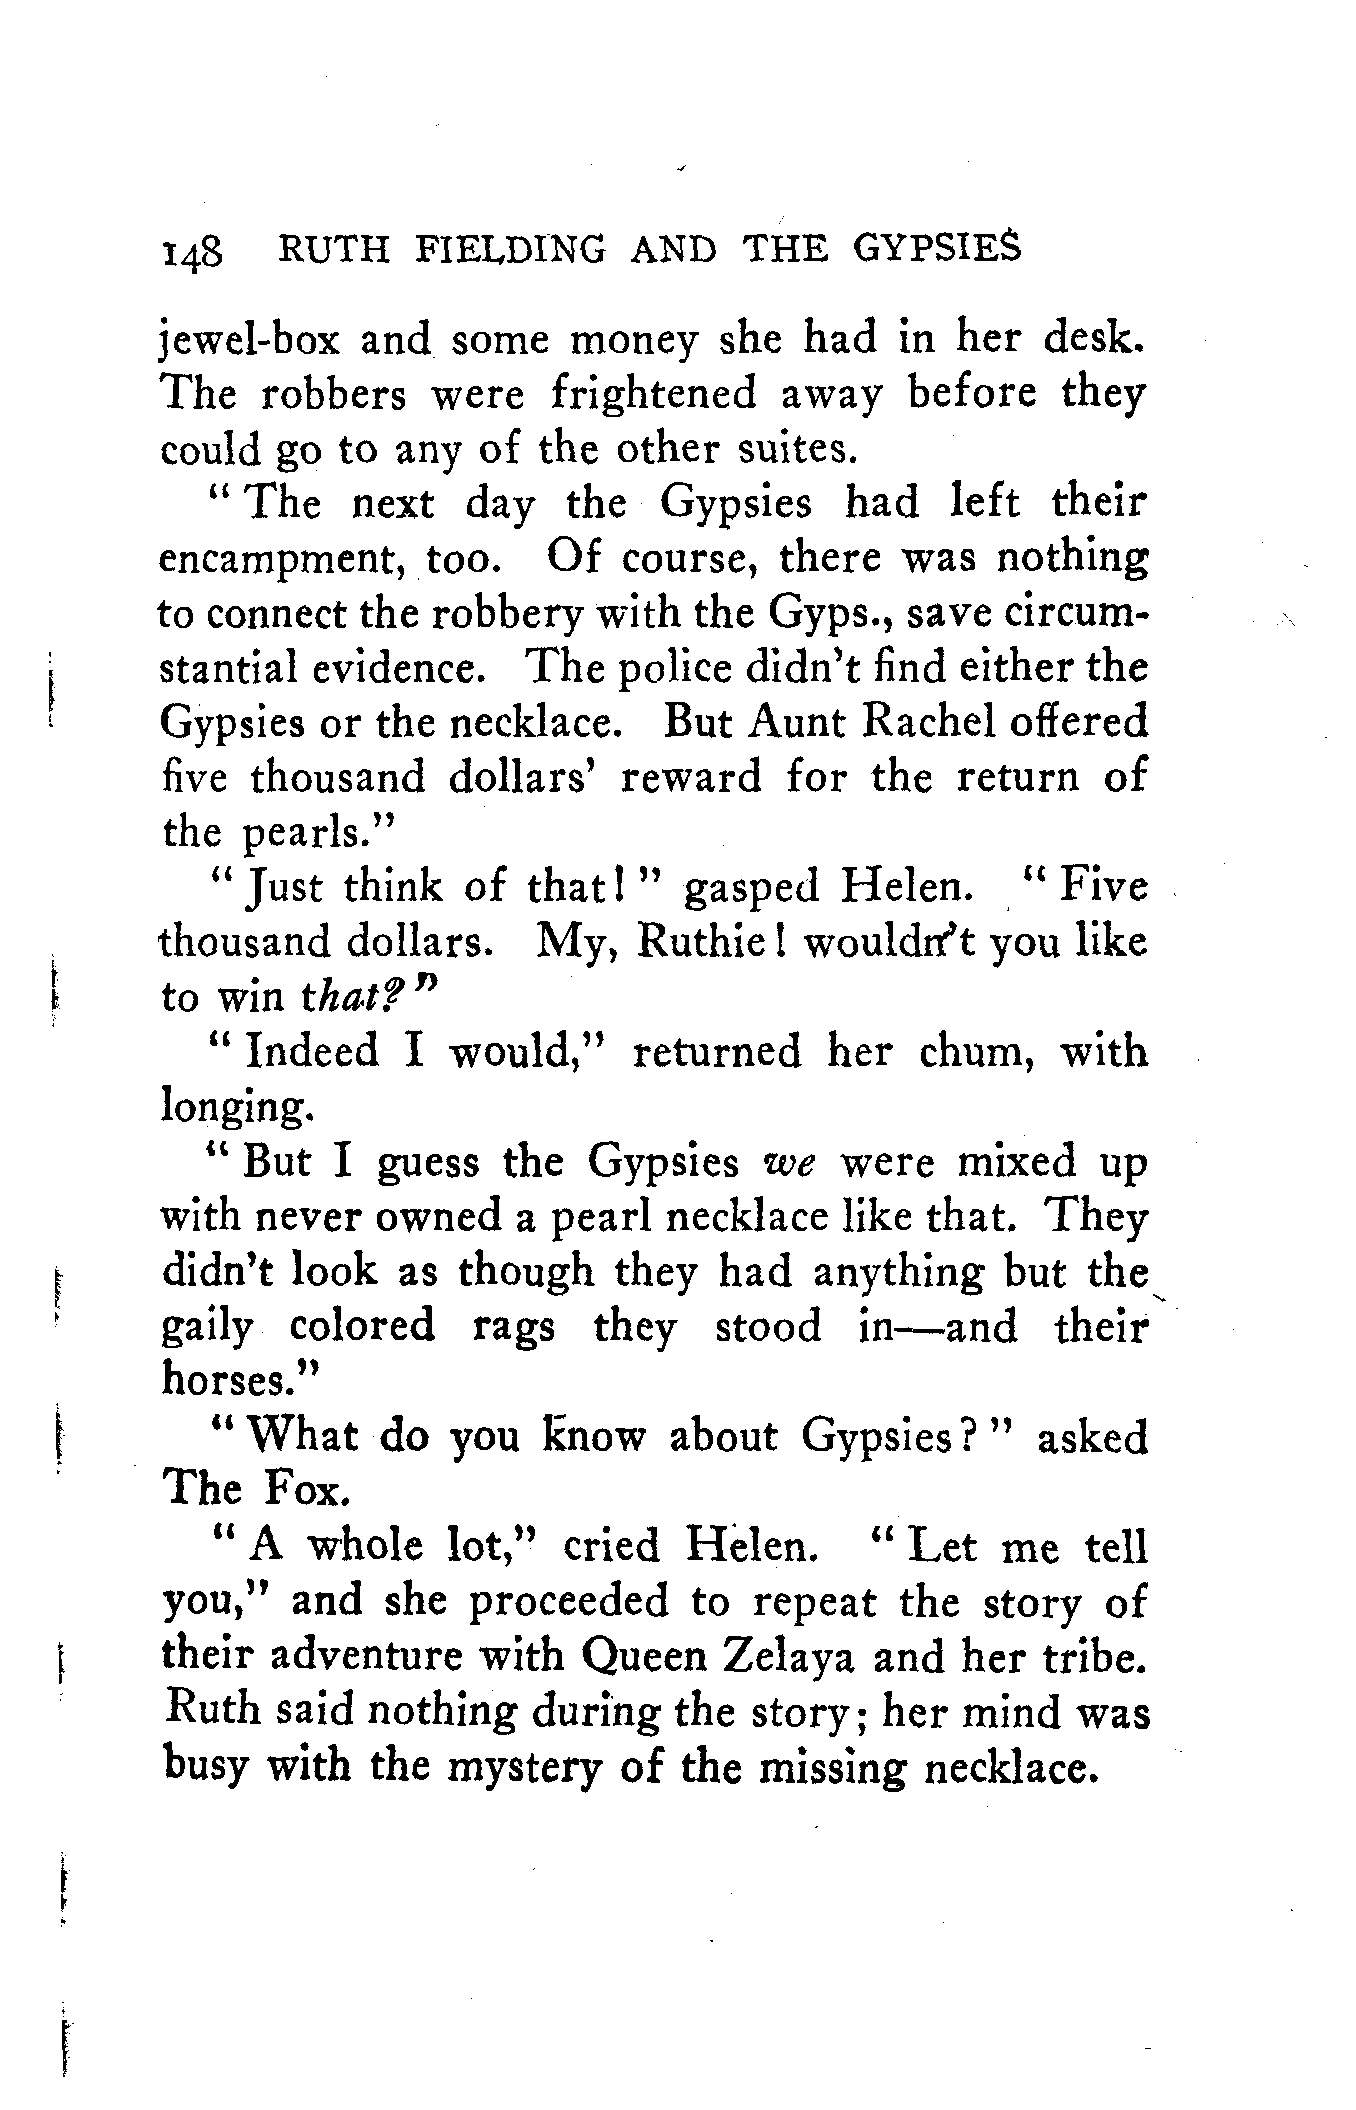 148 RUTH FIELDING AND THE GYPSIES
jewel-box and some money she had in her desk.
The robbers were frightened away before they
could go to any of the other suites.
"The next day the Gypsies had left their
encampment, too. Of course, there was nothing
to connect the robbery with the Gyps., save circum-
stantial evidence. The police didn't find either the
Gypsies or the necklace. But Aunt Rachel offered
five thousand dollars' reward for the return of
the pearls."
"Just think of that!" gasped Helen. "Five
thousand dollars. My, Ruthie! wouldn't you like
to win that?"
"Indeed I would," returned her chum, with
longing.
"But I guess the Gypsies we were mixed up
with never owned a pearl necklace like that. They
didn't look as though they had anything but the
gaily colored rags they stood in—and their
horses."
"What do you know about Gypsies?" asked
The Fox.
"A whole lot," cried Helen. "Let me tell
you," and she proceeded to repeat the story of
their adventure with Queen Zelaya and her tribe.
Ruth said nothing during the story; her mind was
busy with the mystery of the missing necklace.